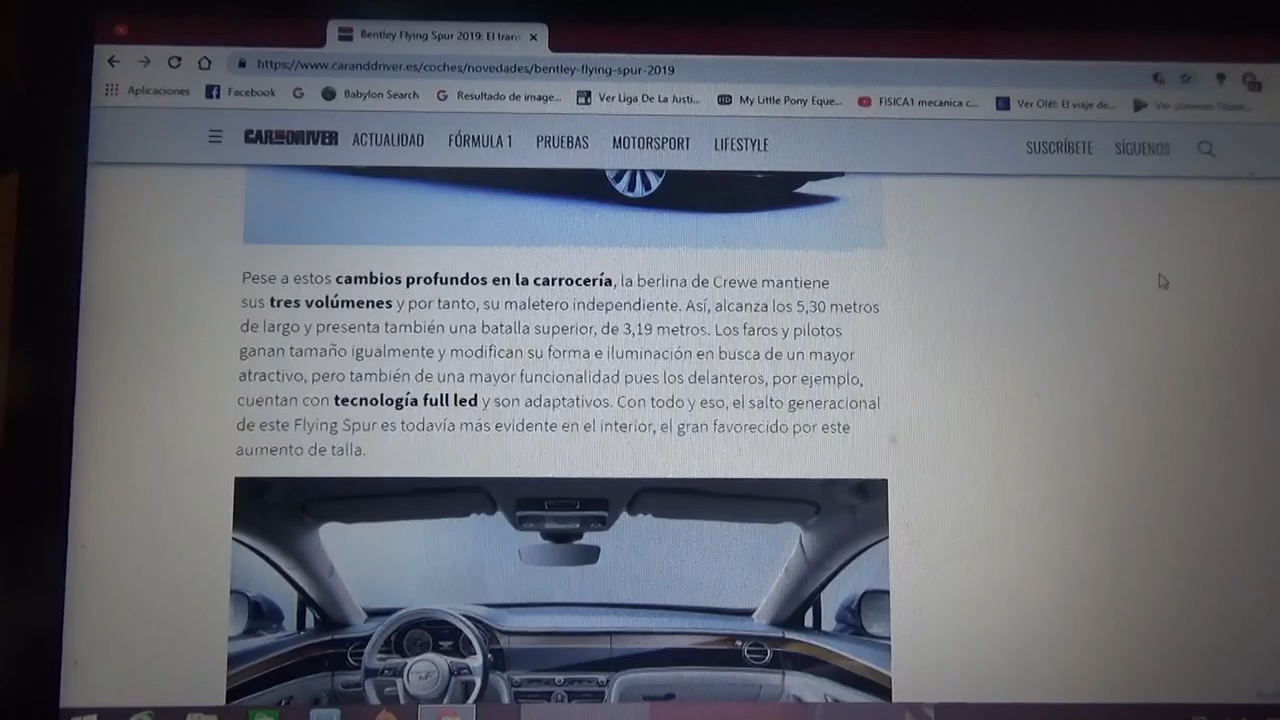 Bentley Flying Spur 2019: El trans
https://www.caranddriver.es/coches/novedades/bentley-flying-spur-2019
Aplicaciones Facebook Babylon Search Resultado de image... Ver Liga De La Justi... My Little Pony Eque... FISICA1 mecanica c... Ver Olé!: El viaje de...
CAR AND DRIVER ACTUALIDAD FÓRMULA 1 PRUEBAS MOTORSPORT LIFESTYLE SUSCRÍBETE SÍGUENOS
Pese a estos cambios profundos en la carrocería, la berlina de Crewe mantiene
sus tres volúmenes y por tanto, su maletero independiente. Así, alcanza los 5,30 metros
de largo y presenta también una batalla superior, de 3,19 metros. Los faros y pilotos
ganan tamaño igualmente y modifican su forma e iluminación en busca de un mayor
atractivo, pero también de una mayor funcionalidad pues los delanteros, por ejemplo,
cuentan con tecnología full led y son adaptativos. Con todo y eso, el salto generacional
de este Flying Spur es todavía más evidente en el interior, el gran favorecido por este
aumento de talla.